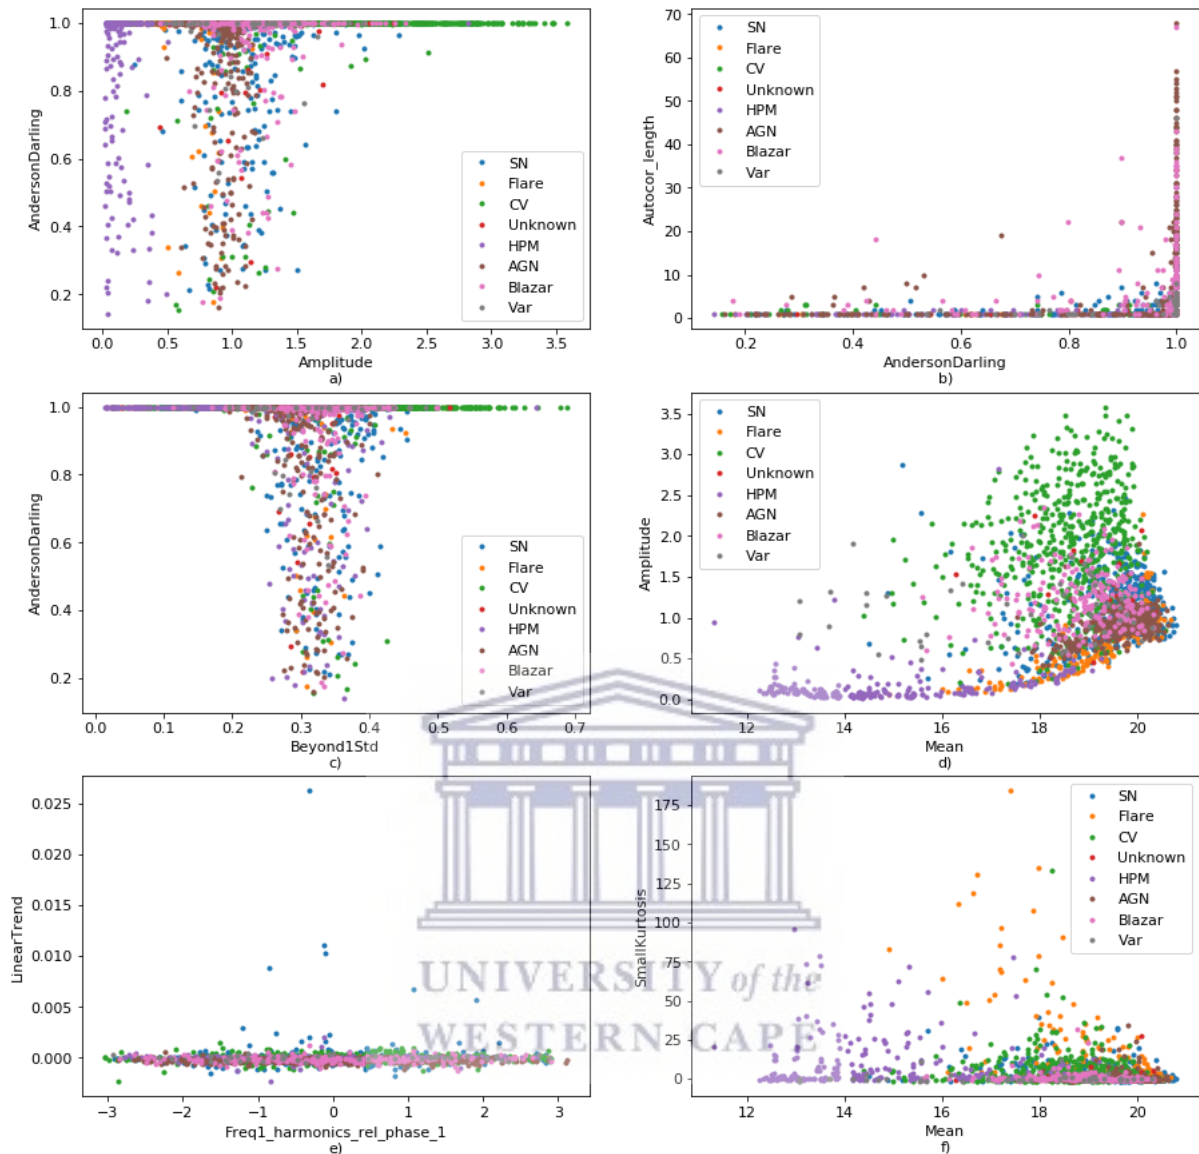 1.0
0.8
0.6
0.4
0.2
AndersonDarling
SN
Flare
CV
Unknown
HPM
AGN
Blazar
Var
0.0 0.5 1.0 1.5 2.0 2.5 3.0 3.5
Amplitude
a)
70
60
50
40
30
20
10
0
Autocor_length
SN
Flare
CV
Unknown
HPM
AGN
Blazar
Var
0.2 0.4 0.6 0.8 1.0
AndersonDarling
b)
1.0
0.8
0.6
0.4
0.2
AndersonDarling
SN
Flare
CV
Unknown
HPM
AGN
Blazar
Var
0.0 0.1 0.2 0.3 0.4 0.5 0.6 0.7
Beyond1Std
c)
3.5
3.0
2.5
2.0
1.5
1.0
0.5
0.0
Amplitude
SN
Flare
CV
Unknown
HPM
AGN
Blazar
Var
12 14 16 18 20
Mean
d)
0.025
0.020
0.015
0.010
0.005
0.000
LinearTrend
−3 −2 −1 0 1 2 3
Freq1_harmonics_rel_phase_1
e)
175
150
125
100
75
50
25
0
SmallKurtosis
SN
Flare
CV
Unknown
HPM
AGN
Blazar
Var
12 14 16 18 20
Mean
f)
UNIVERSITY of the
WESTERN CAPE